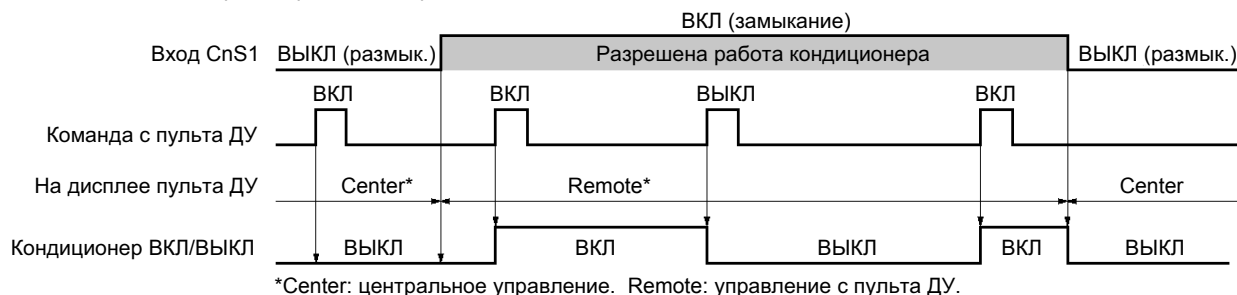 ВКЛ (замыкание)
Вход CnS1 ВЫКЛ (размык.) Разрешена работа кондиционера ВЫКЛ (размык.)
ВКЛ ВКЛ ВЫКЛ ВКЛ
Команда с пульта ДУ
На дисплее пульта ДУ Center* Remote* Center
Кондиционер ВКЛ/ВЫКЛ ВЫКЛ ВКЛ ВЫКЛ ВКЛ ВЫКЛ
*Center: центральное управление. Remote: управление с пульта ДУ.